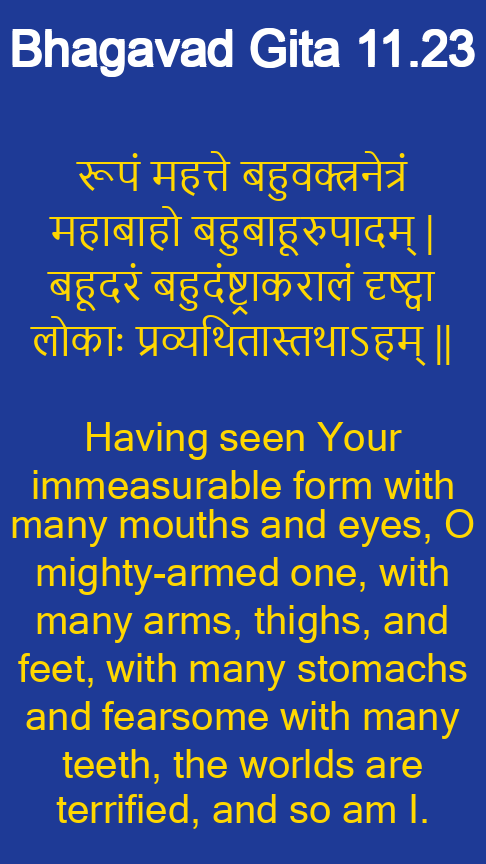 Bhagavad Gita 11.23
रूपं महत्ते बहुवक्त्रनेत्रं
महाबाहो बहुबाहूरुपादम् |
बहूदरं बहुदंष्ट्राकरालं दृष्ट्वा
लोकाः प्रव्यथितास्तथाऽहम् ||
Having seen Your
immeasurable form with
many mouths and eyes, O
mighty-armed one, with
many arms, thighs, and
feet, with many stomachs
and fearsome with many
teeth, the worlds are
terrified, and so am I.